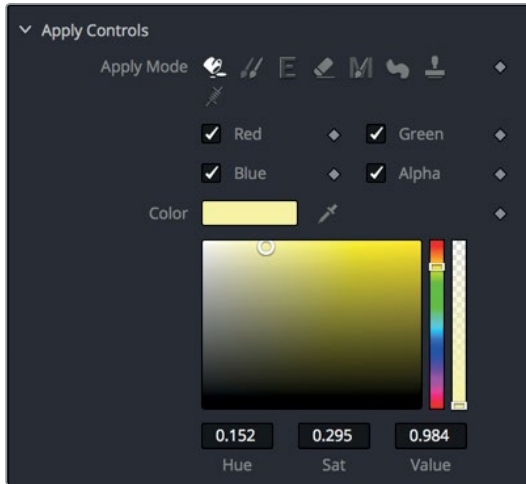 Apply Controls
Apply Mode
Red Green
Blue Alpha
Color
0.152 0.295 0.984
Hue Sat Value